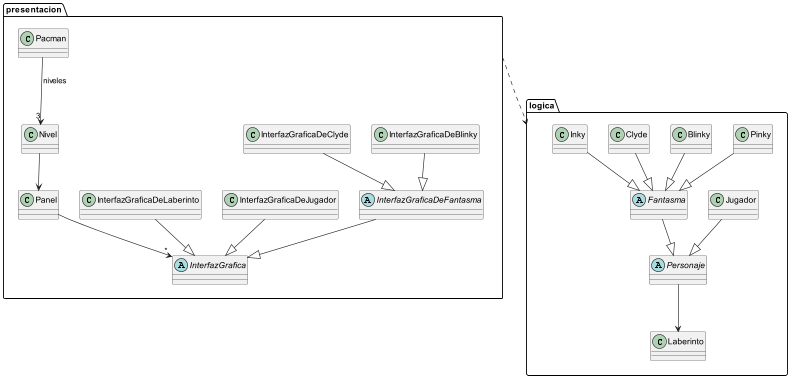 presentacion
C Pacman
niveles
3
C Nivel
C InterfazGraficaDeClyde
C InterfazGraficaDeBlinky
C Panel
C InterfazGraficaDeLaberinto
C InterfazGraficaDeJugador
A InterfazGraficaDeFantasma
*
A InterfazGrafica
logica
C Inky
C Clyde
C Blinky
C Pinky
A Fantasma
C Jugador
A Personaje
C Laberinto